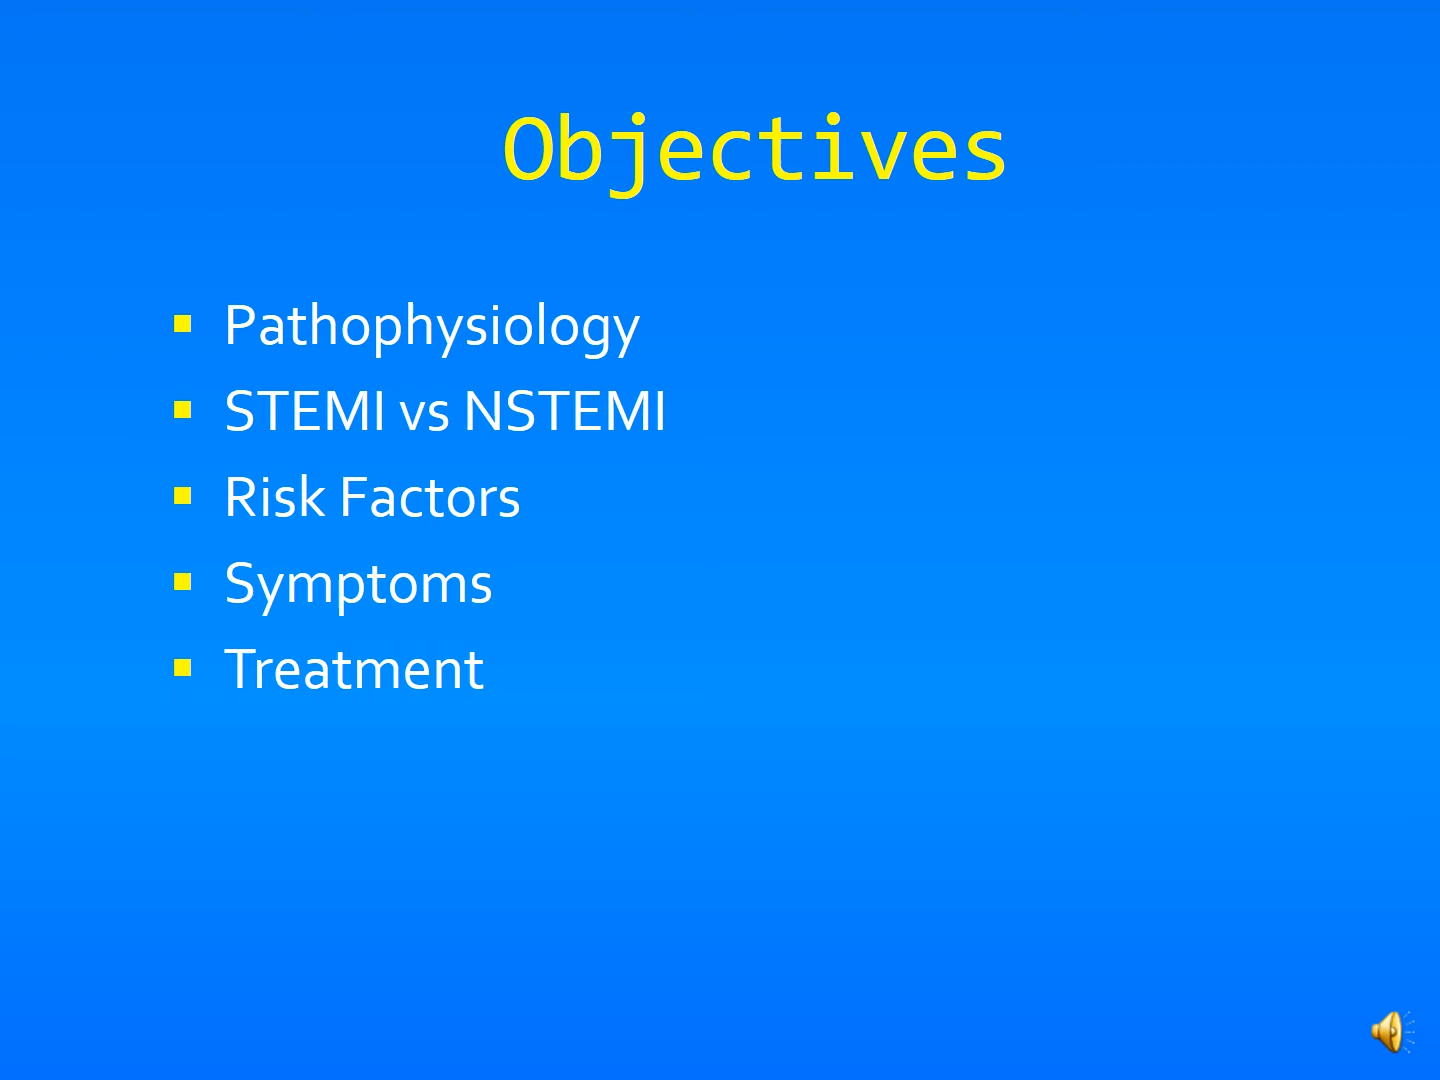 Objectives
Pathophysiology
STEMI vs NSTEMI
Risk Factors
Symptoms
Treatment